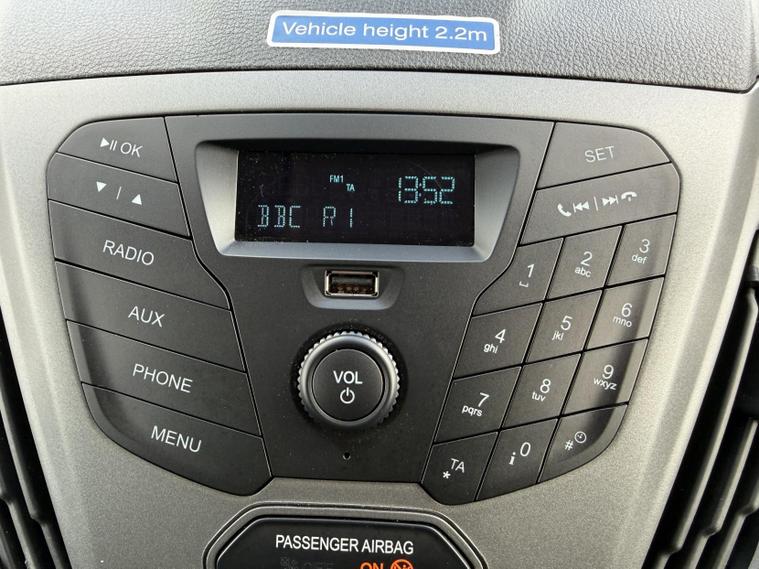 Vehicle height 2.2m
OK
SET
FM1
TA
13:52
BBC R1
RADIO
AUX
PHONE
MENU
VOL
1
2 abc
3 def
4 ghi
5 jkl
6 mno
7 pqrs
8 tuv
9 wxyz
* TA
i 0
#
PASSENGER AIRBAG
OFF
ON